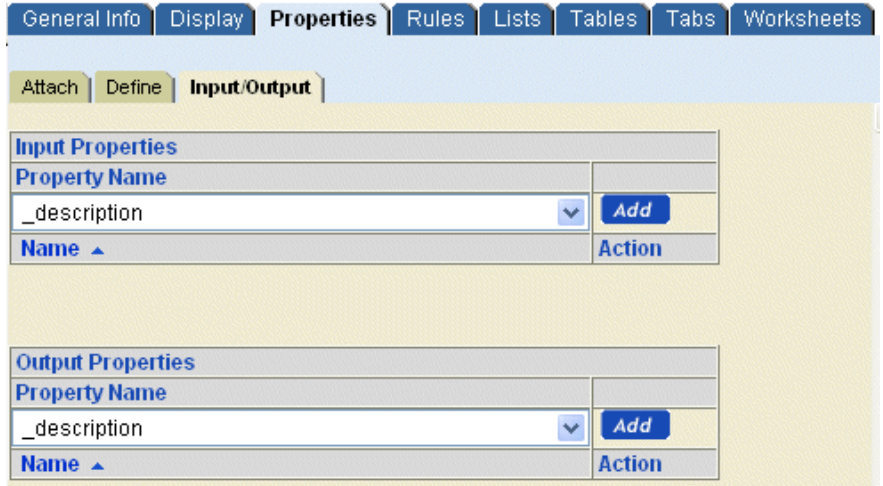 General Info Display Properties Rules Lists Tables Tabs Worksheets
Attach Define Input/Output
Input Properties
Property Name
_description Add
Name Action
Output Properties
Property Name
_description Add
Name Action